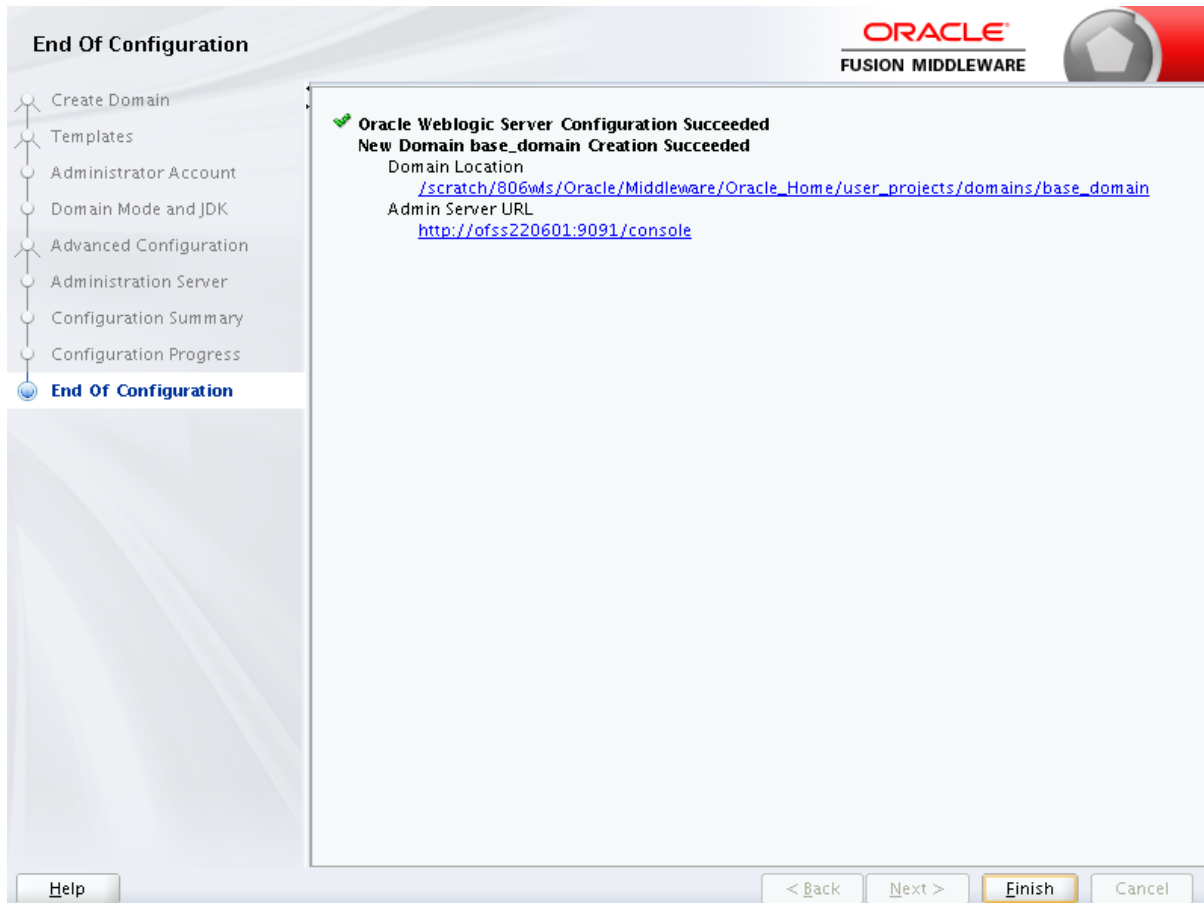 End Of Configuration
ORACLE
FUSION MIDDLEWARE
Create Domain
Templates
Administrator Account
Domain Mode and JDK
Advanced Configuration
Administration Server
Configuration Summary
Configuration Progress
End Of Configuration
Oracle Weblogic Server Configuration Succeeded
New Domain base_domain Creation Succeeded
Domain Location
/scratch/806wls/Oracle/Middleware/Oracle_Home/user_projects/domains/base_domain
Admin Server URL
http://ofss220601:9091/console
Help
< Back
Next >
Finish
Cancel